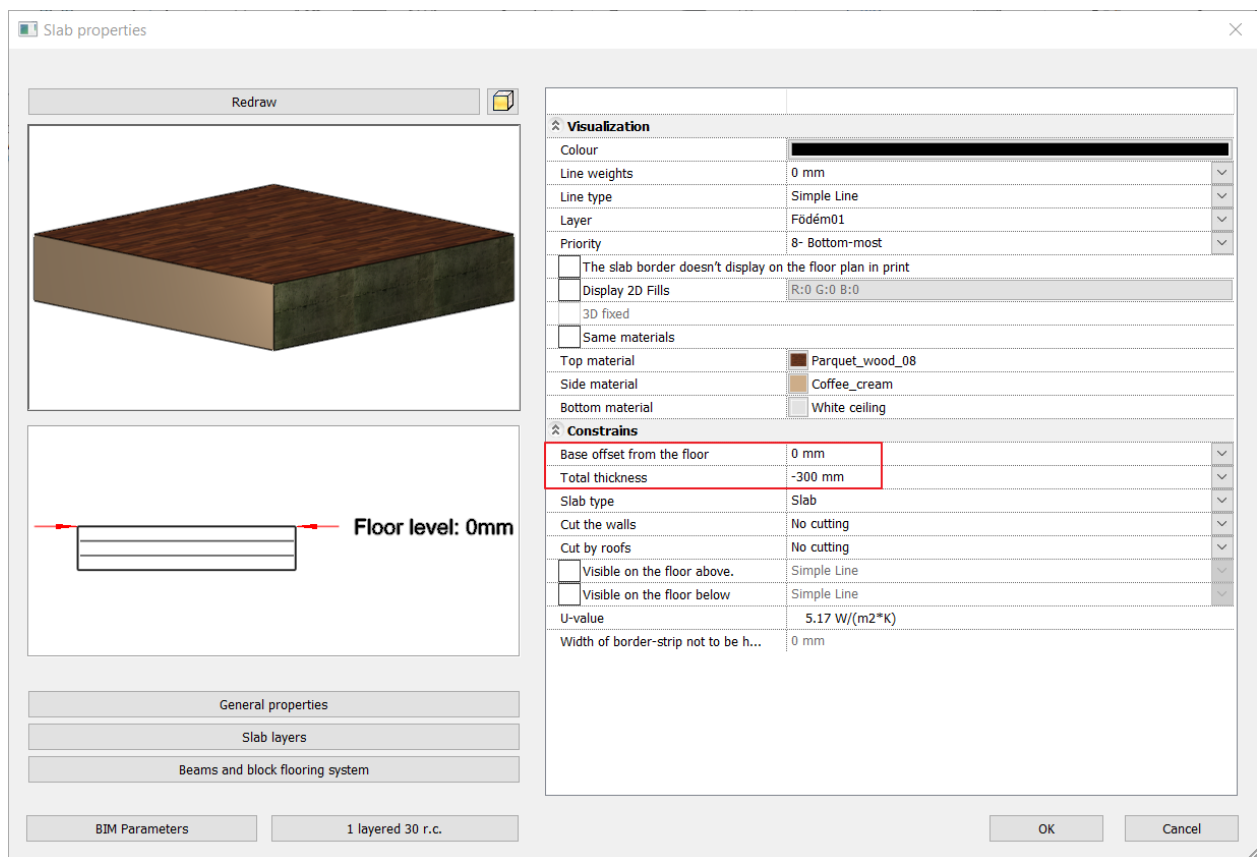 Slab properties
Redraw
Floor level: 0mm
General properties
Slab layers
Beams and block flooring system
BIM Parameters
1 layered 30 r.c.
Visualization
Colour
Line weights 0 mm
Line type Simple Line
Layer Födém01
Priority 8- Bottom-most
The slab border doesn't display on the floor plan in print
Display 2D Fills R:0 G:0 B:0
3D fixed
Same materials
Top material Parquet_wood_08
Side material Coffee_cream
Bottom material White ceiling
Constrains
Base offset from the floor 0 mm
Total thickness -300 mm
Slab type Slab
Cut the walls No cutting
Cut by roofs No cutting
Visible on the floor above. Simple Line
Visible on the floor below Simple Line
U-value 5.17 W/(m2*K)
Width of border-strip not to be h... 0 mm
OK
Cancel